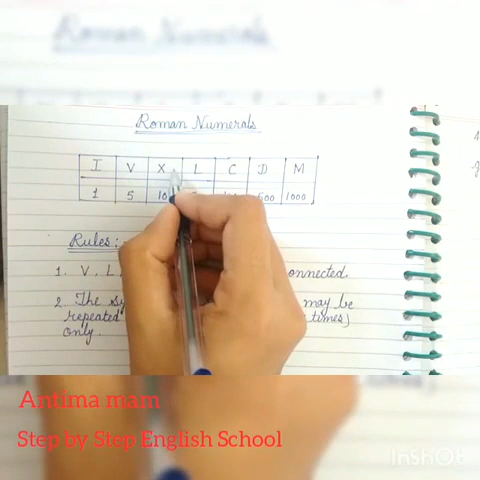 Roman Numerals
I V X L C D M
1 5 10 500 1000
Rules:
1. V, L, connected.
2. The may be
repeated times)
only.
Antima mam
Step by Step English School
InShot